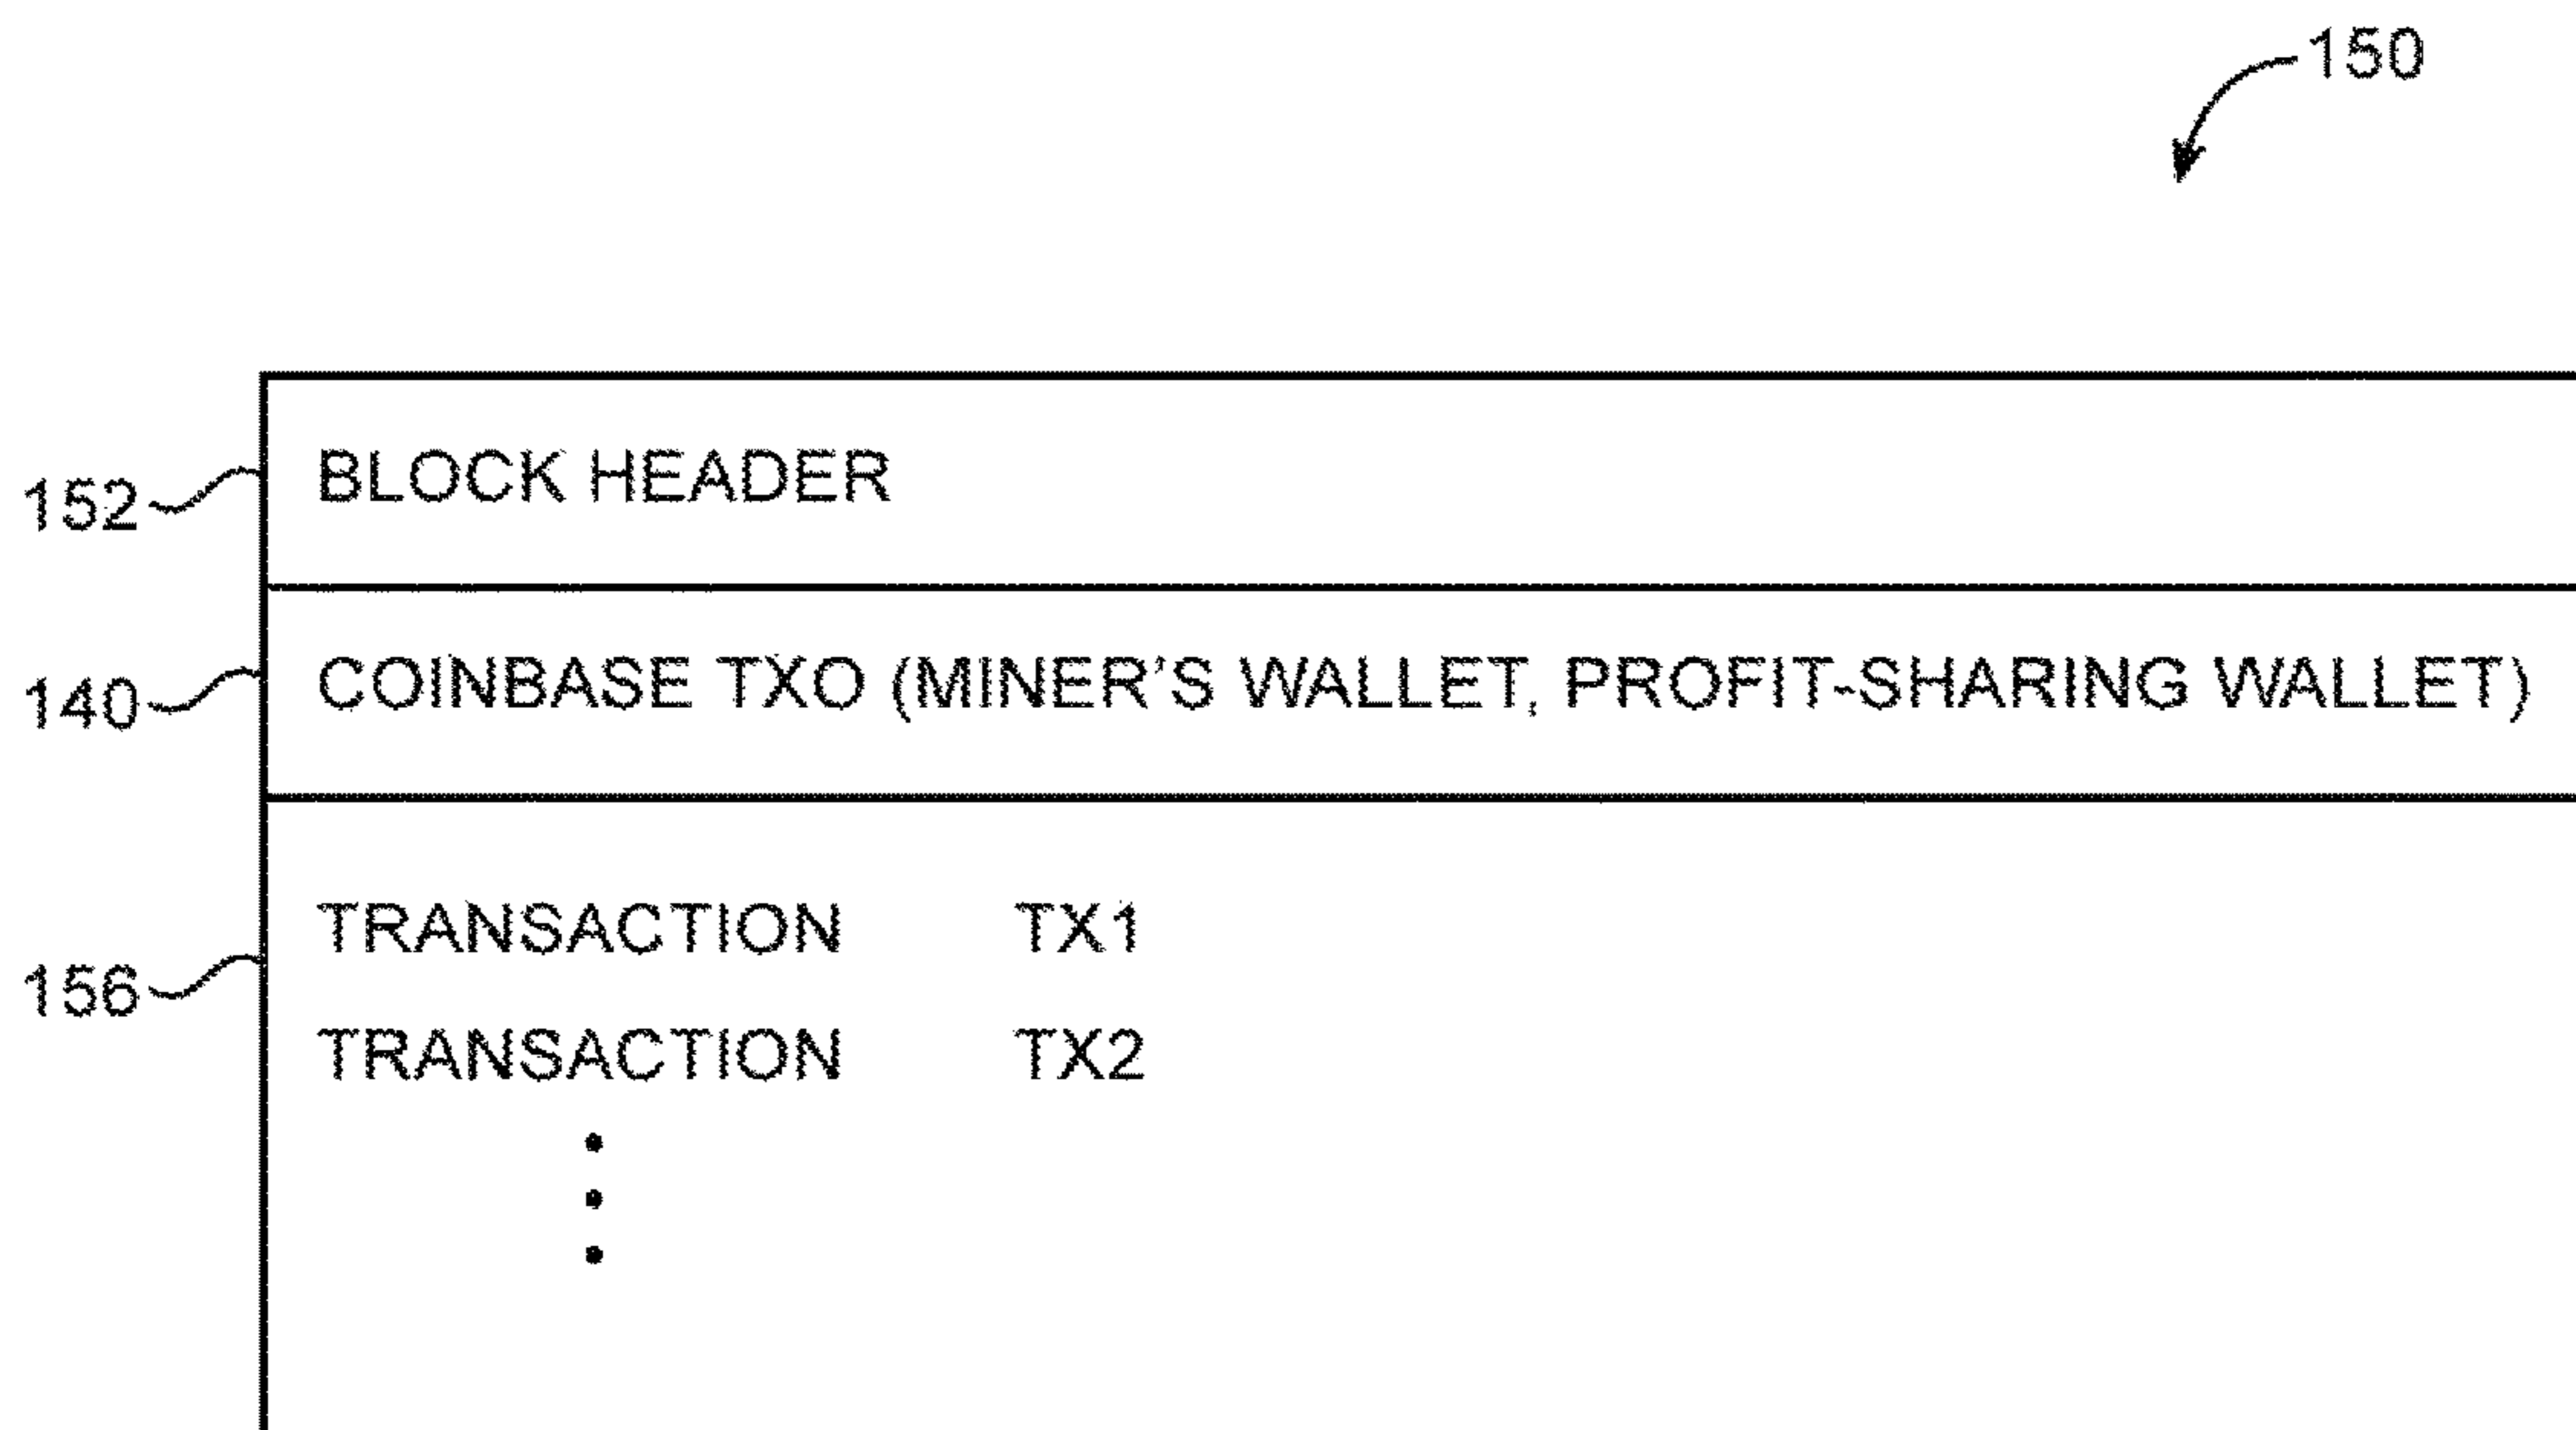 150
152 BLOCK HEADER
140 COINBASE TXO (MINER'S WALLET, PROFIT-SHARING WALLET)
TRANSACTION TX1
156
TRANSACTION TX2